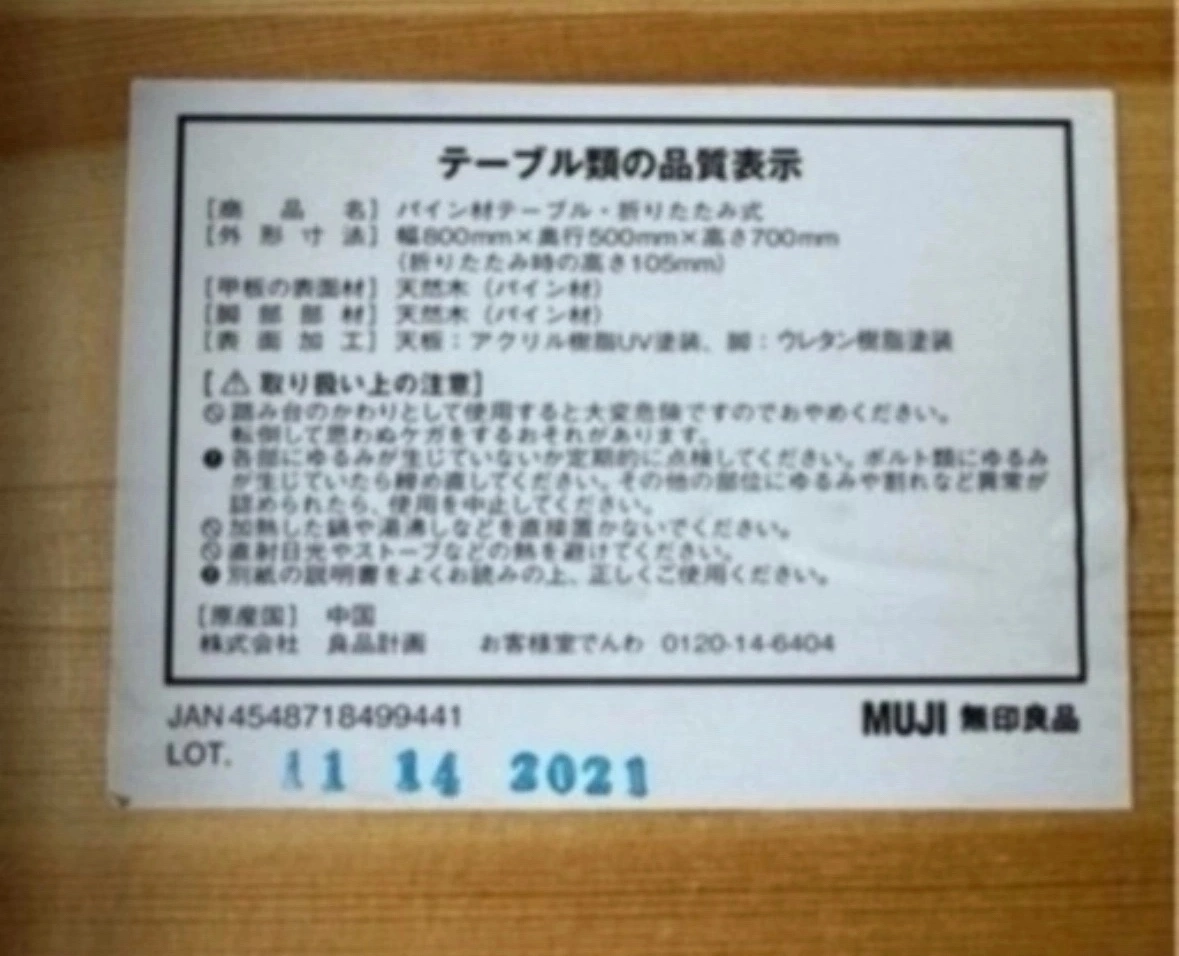 テーブル類の品質表示
[商品名] パイン材テーブル・折りたたみ式
[外形寸法] 幅800mm×奥行500mm×高さ700mm
(折りたたみ時の高さ105mm)
[甲板の表面材] 天然木(パイン材)
[脚部部材] 天然木(パイン材)
[表面加工] 天板:アクリル樹脂UV塗装、脚:ウレタン樹脂塗装
[⚠ 取り扱い上の注意]
踏み台のかわりとして使用すると大変危険ですのでおやめください。
転倒して思わぬケガをするおそれがあります。
各部にゆるみが生じていないか定期的に点検してください。ボルト類にゆるみ
が生じていたら締め直してください。その他の部位にゆるみや割れなど異常が
認められたら、使用を中止してください。
加熱した鍋や湯沸しなどを直接置かないでください。
直射日光やストーブなどの熱を避けてください。
別紙の説明書をよくお読みの上、正しくご使用ください。
[原産国] 中国
株式会社 良品計画 お客様室でんわ 0120-14-6404
JAN4548718499441
MUJI 無印良品
LOT. 11 14 2021